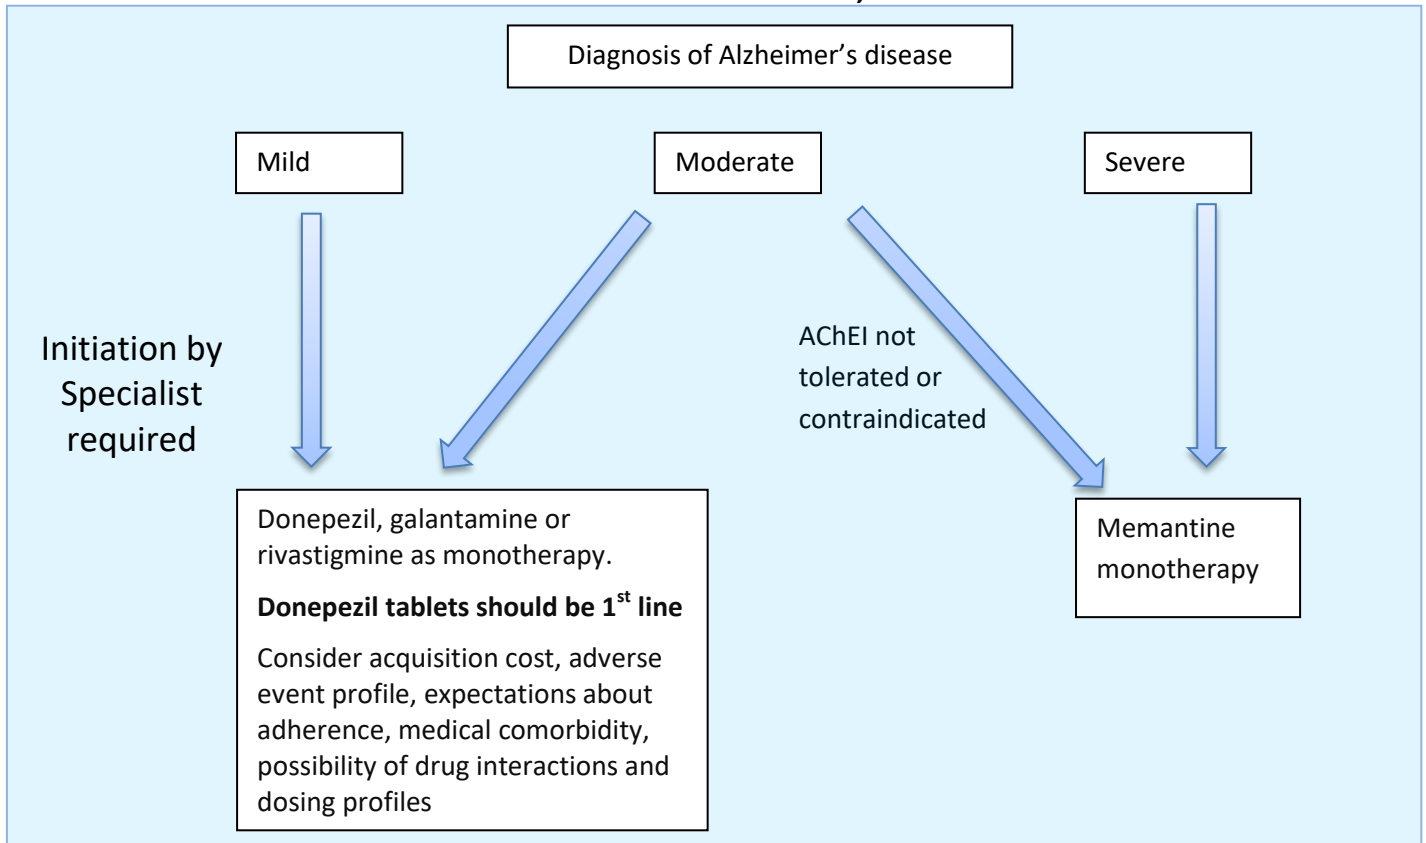 Diagnosis of Alzheimer’s disease
Mild
Moderate
Severe
Initiation by
Specialist
required
AChEI not
tolerated or
contraindicated
Donepezil, galantamine or
rivastigmine as monotherapy.
Donepezil tablets should be 1st line
Consider acquisition cost, adverse
event profile, expectations about
adherence, medical comorbidity,
possibility of drug interactions and
dosing profiles
Memantine
monotherapy